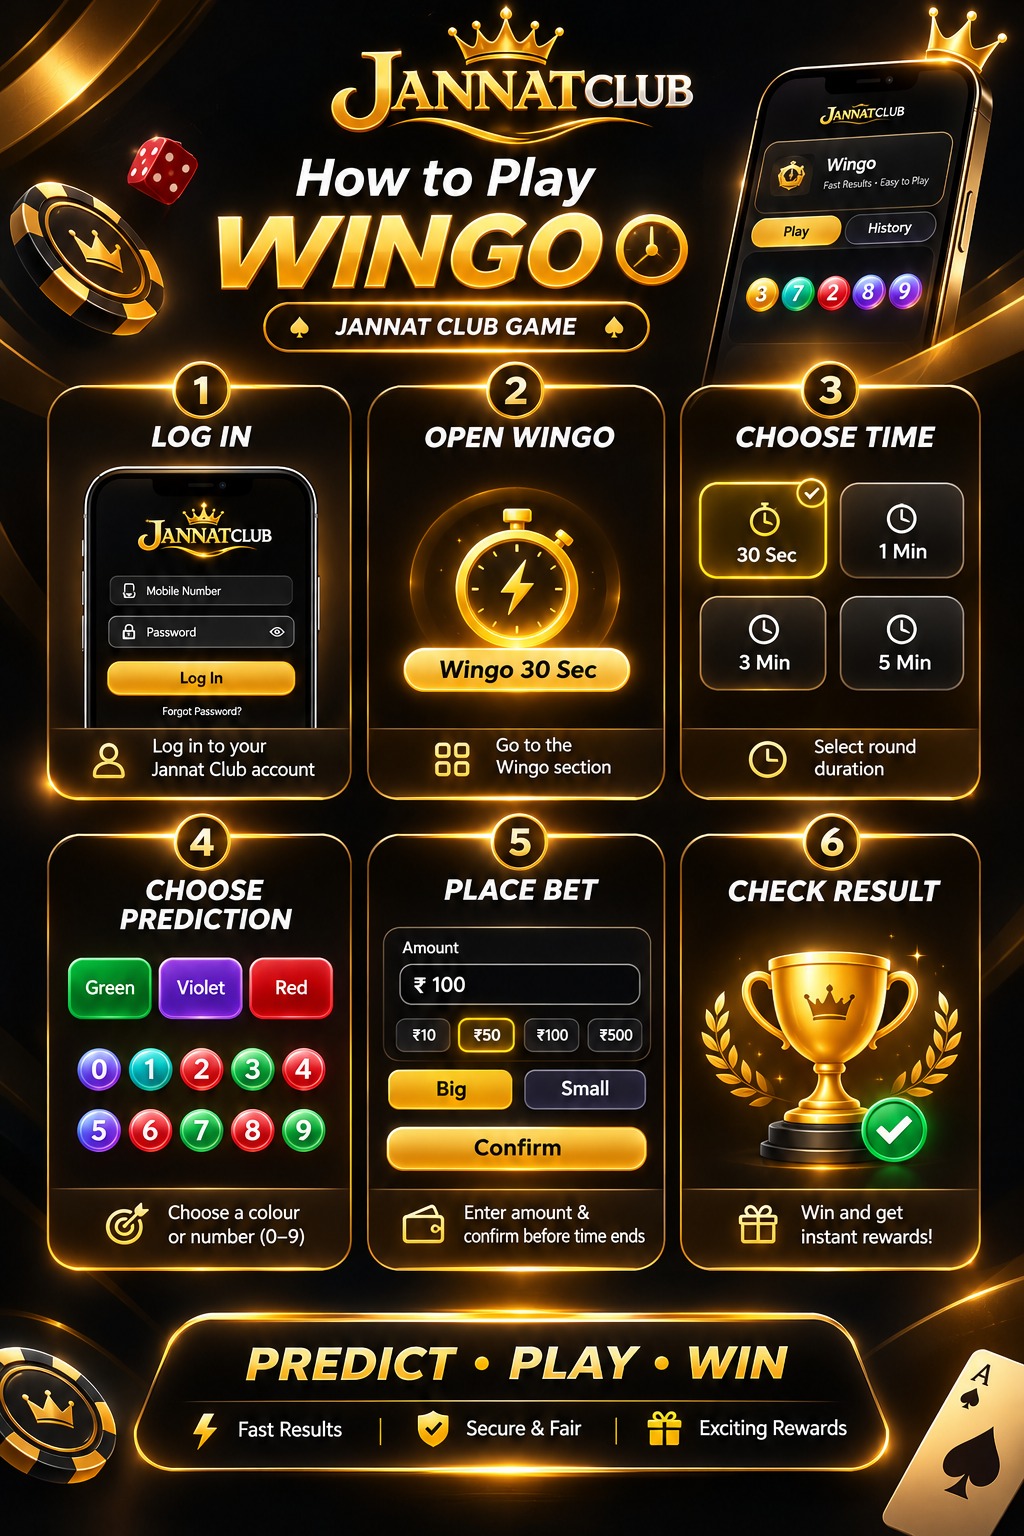 JANNAT CLUB
How to Play
WINGO
JANNAT CLUB GAME
JANNAT CLUB
Wingo
Fast Results • Easy to Play
Play
History
3 7 2 8 9
1
LOG IN
JANNAT CLUB
Mobile Number
Password
Log In
Forgot Password?
Log in to your
Jannat Club account
2
OPEN WINGO
Wingo 30 Sec
Go to the
Wingo section
3
CHOOSE TIME
30 Sec
1 Min
3 Min
5 Min
Select round
duration
4
CHOOSE
PREDICTION
Green Violet Red
0 1 2 3 4
5 6 7 8 9
Choose a colour
or number (0–9)
5
PLACE BET
Amount
₹ 100
₹10 ₹50 ₹100 ₹500
Big Small
Confirm
Enter amount &
confirm before time ends
6
CHECK RESULT
Win and get
instant rewards!
PREDICT • PLAY • WIN
Fast Results | Secure & Fair | Exciting Rewards
A